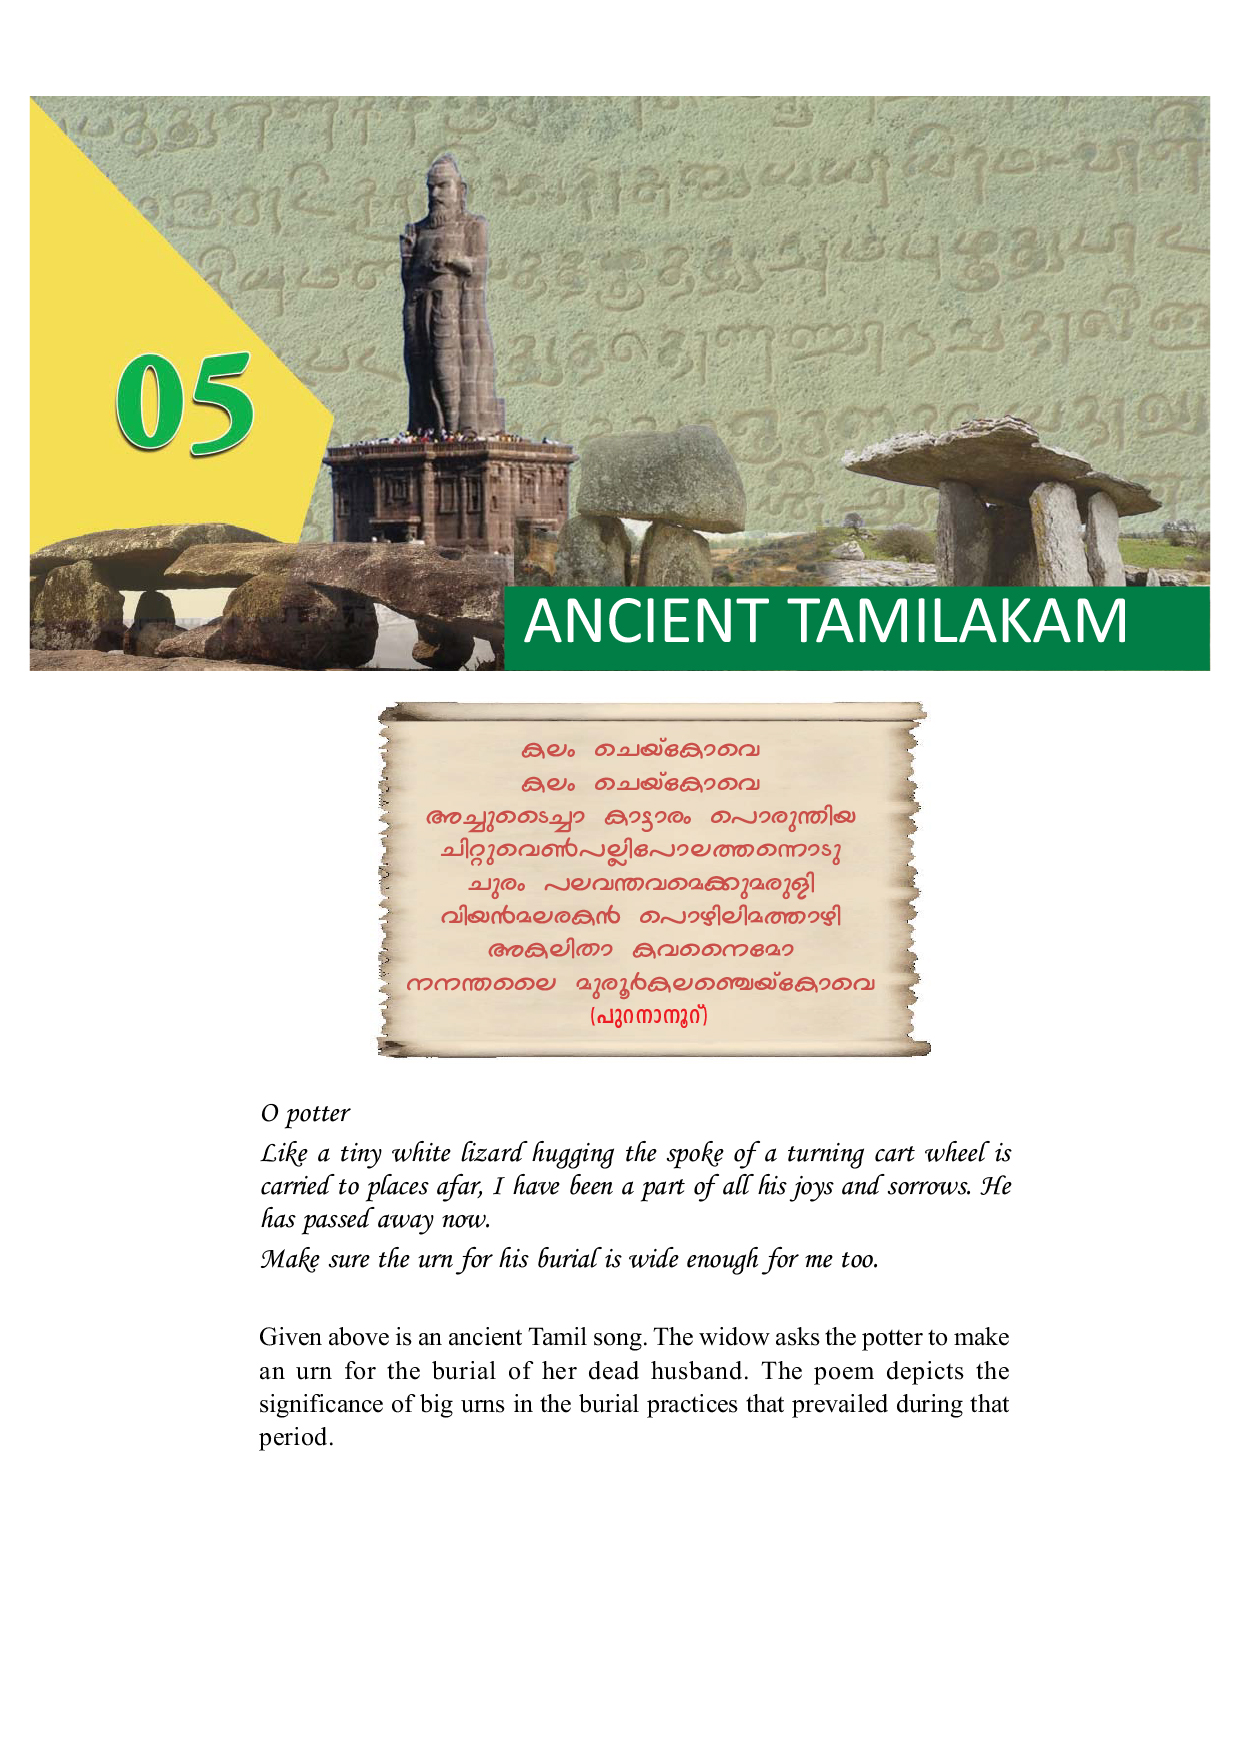 05
ANCIENT TAMILAKAM
കലം ചെയ്കോവെ
കലം ചെയ്കോവെ
അച്ചുടൈച്ചാ കാട്ടാരം പൊരുന്തിയ
ചിറ്റുവെൺപല്ലിപോലത്തന്നൊടു
ചുരം പലവന്തവമെക്കുമരുളി
വിയൻമലരകൻ പൊഴിലിമത്താഴി
അകലിതാ കവനൈമോ
നനന്തലൈ മുരൂർകലഞ്ചെയ്കോവെ
(പുറനാനൂറ്)
O potter
Like a tiny white lizard hugging the spoke of a turning cart wheel is
carried to places afar, I have been a part of all his joys and sorrows. He
has passed away now.
Make sure the urn for his burial is wide enough for me too.
Given above is an ancient Tamil song. The widow asks the potter to make
an urn for the burial of her dead husband. The poem depicts the
significance of big urns in the burial practices that prevailed during that
period.